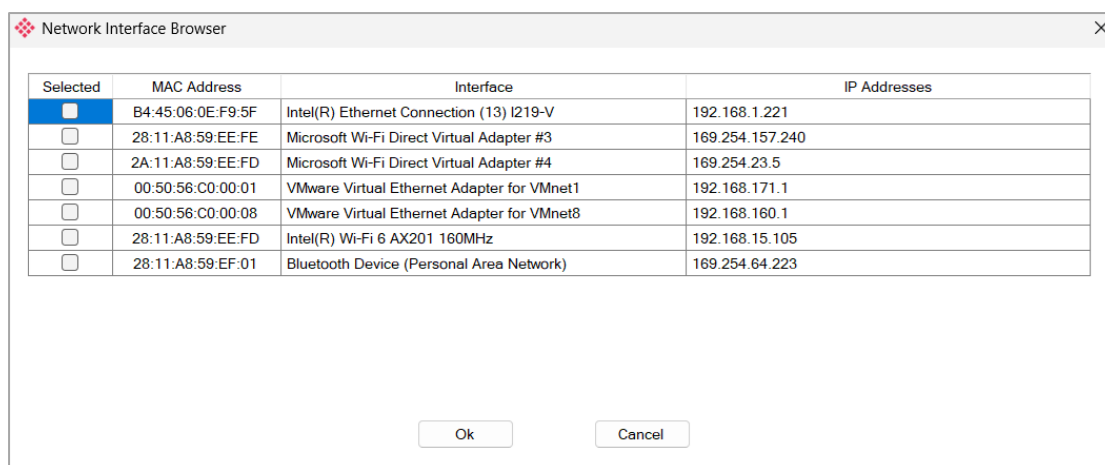 Network Interface Browser
Selected MAC Address Interface IP Addresses
B4:45:06:0E:F9:5F Intel(R) Ethernet Connection (13) I219-V 192.168.1.221
28:11:A8:59:EE:FE Microsoft Wi-Fi Direct Virtual Adapter #3 169.254.157.240
2A:11:A8:59:EE:FD Microsoft Wi-Fi Direct Virtual Adapter #4 169.254.23.5
00:50:56:C0:00:01 VMware Virtual Ethernet Adapter for VMnet1 192.168.171.1
00:50:56:C0:00:08 VMware Virtual Ethernet Adapter for VMnet8 192.168.160.1
28:11:A8:59:EE:FD Intel(R) Wi-Fi 6 AX201 160MHz 192.168.15.105
28:11:A8:59:EF:01 Bluetooth Device (Personal Area Network) 169.254.64.223
Ok Cancel